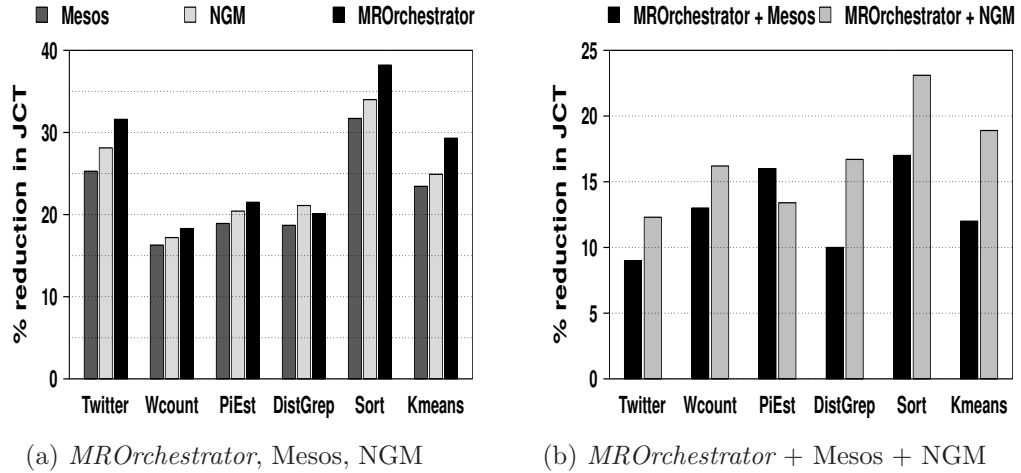 Mesos NGM MROrchestrator
% reduction in JCT
40
30
20
10
0
Twitter Wcount PiEst DistGrep Sort Kmeans
(a) MROrchestrator, Mesos, NGM
MROrchestrator + Mesos MROrchestrator + NGM
% reduction in JCT
25
20
15
10
5
0
Twitter Wcount PiEst DistGrep Sort Kmeans
(b) MROrchestrator + Mesos + NGM